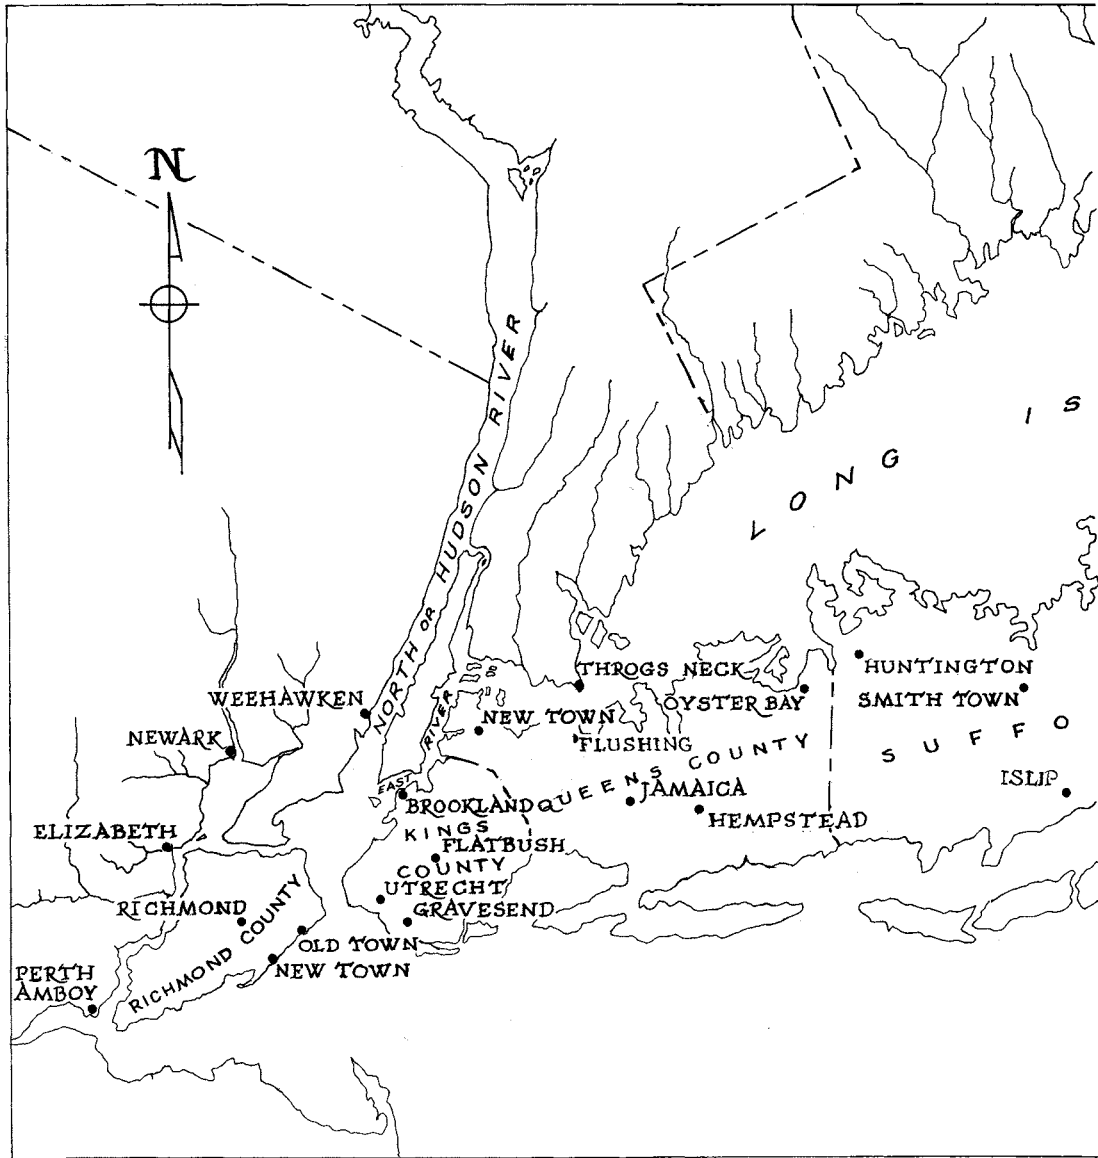 N
NORTH OR HUDSON RIVER
LONG IS
THROGS NECK
HUNTINGTON
WEEHAWKEN
OYSTER BAY
SMITH TOWN
NEW TOWN
NEWARK
FLUSHING
SUFFO
EAST RIVER
QUEENS COUNTY
ISLIP
JAMAICA
BROOKLAND
HEMPSTEAD
ELIZABETH
KINGS
FLATBUSH
COUNTY
UTRECHT
RICHMOND
GRAVESEND
RICHMOND COUNTY
OLD TOWN
NEW TOWN
PERTH
AMBOY